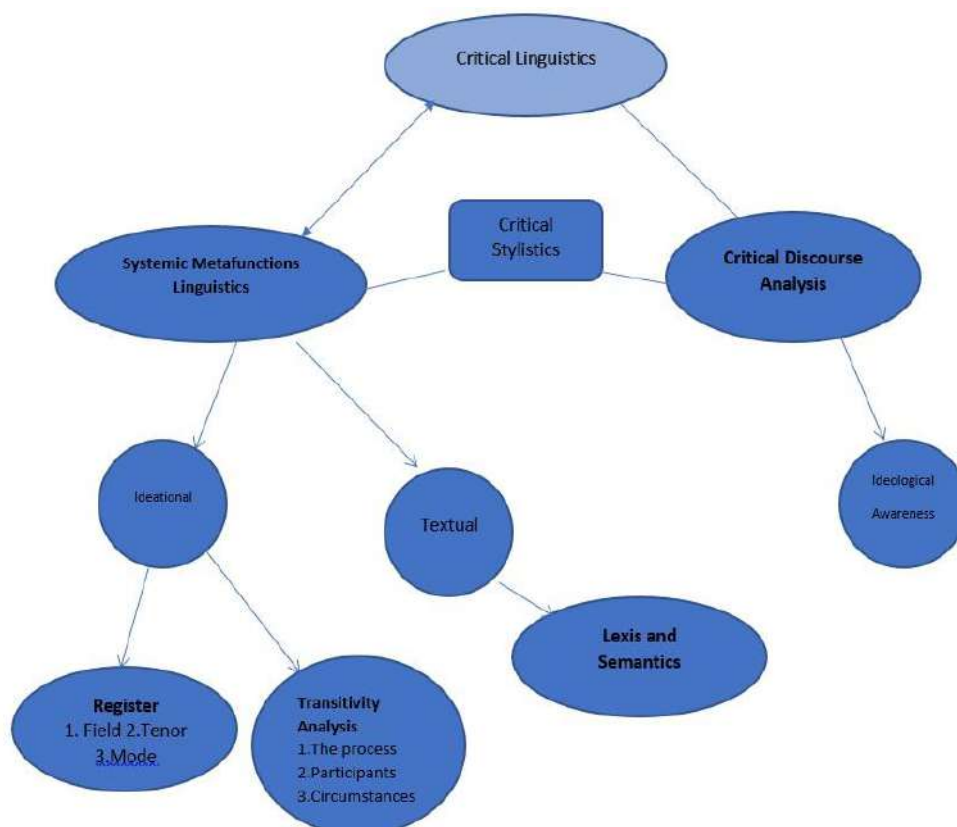 Critical Linguistics
Critical
Stylistics
Systemic Metafunctions
Linguistics
Critical Discourse
Analysis
Ideational
Textual
Ideological
Awareness
Lexis and
Semantics
Register
1. Field 2.Tenor
3.Mode
Transitivity
Analysis
1.The process
2.Participants
3.Circumstances